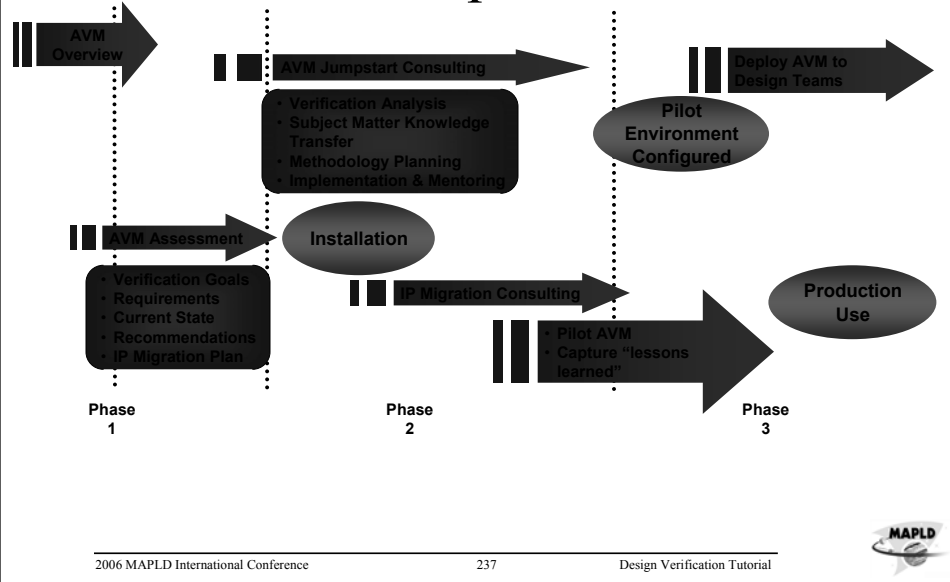 AVM
Overview
AVM Jumpstart Consulting
• Verification Analysis
• Subject Matter Knowledge
Transfer
• Methodology Planning
• Implementation & Mentoring
Deploy AVM to
Design Teams
Pilot
Environment
Configured
AVM Assessment
• Verification Goals
• Requirements
• Current State
• Recommendations
• IP Migration Plan
Installation
IP Migration Consulting
• Pilot AVM
• Capture “lessons
learned”
Production
Use
Phase
1
Phase
2
Phase
3
2006 MAPLD International Conference
237
Design Verification Tutorial
MAPLD